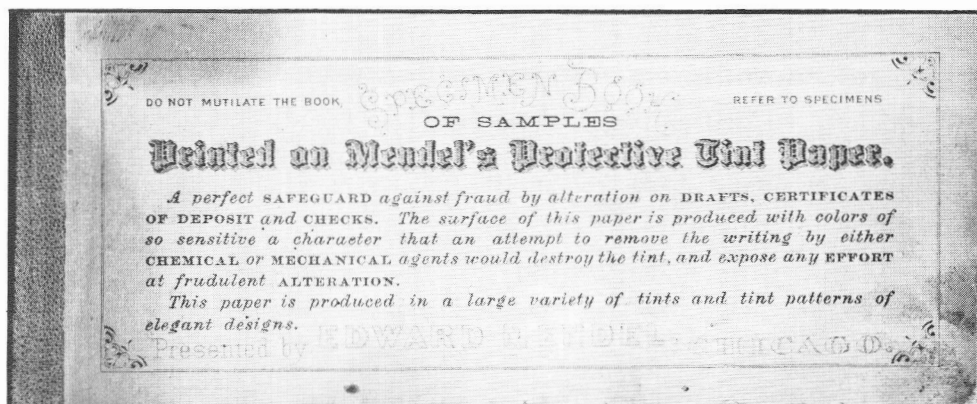 SPECIMEN BOOK
DO NOT MUTILATE THE BOOK, REFER TO SPECIMENS
OF SAMPLES
Printed on Mendel's Protective Tint Paper.
A perfect SAFEGUARD against fraud by alteration on DRAFTS, CERTIFICATES
OF DEPOSIT and CHECKS. The surface of this paper is produced with colors of
so sensitive a character that an attempt to remove the writing by either
CHEMICAL or MECHANICAL agents would destroy the tint, and expose any EFFORT
at frudulent ALTERATION.
This paper is produced in a large variety of tints and tint patterns of
elegant designs.
Presented by EDWARD MENDEL, CHICAGO.